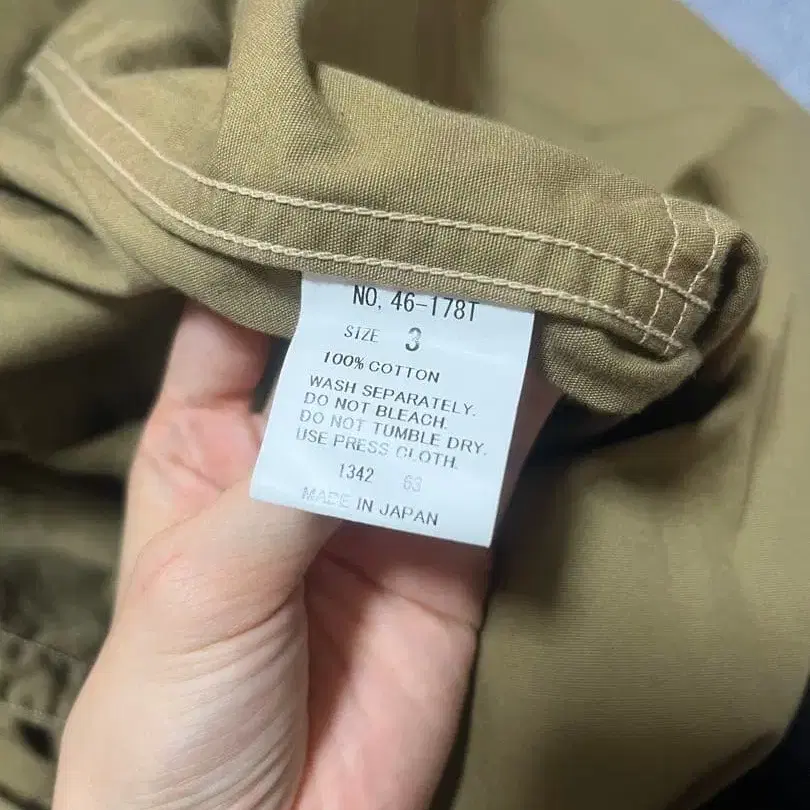 NO, 46-178T
SIZE 3
100% COTTON
WASH SEPARATELY.
DO NOT BLEACH.
DO NOT TUMBLE DRY.
USE PRESS CLOTH.
1342 63
MADE IN JAPAN